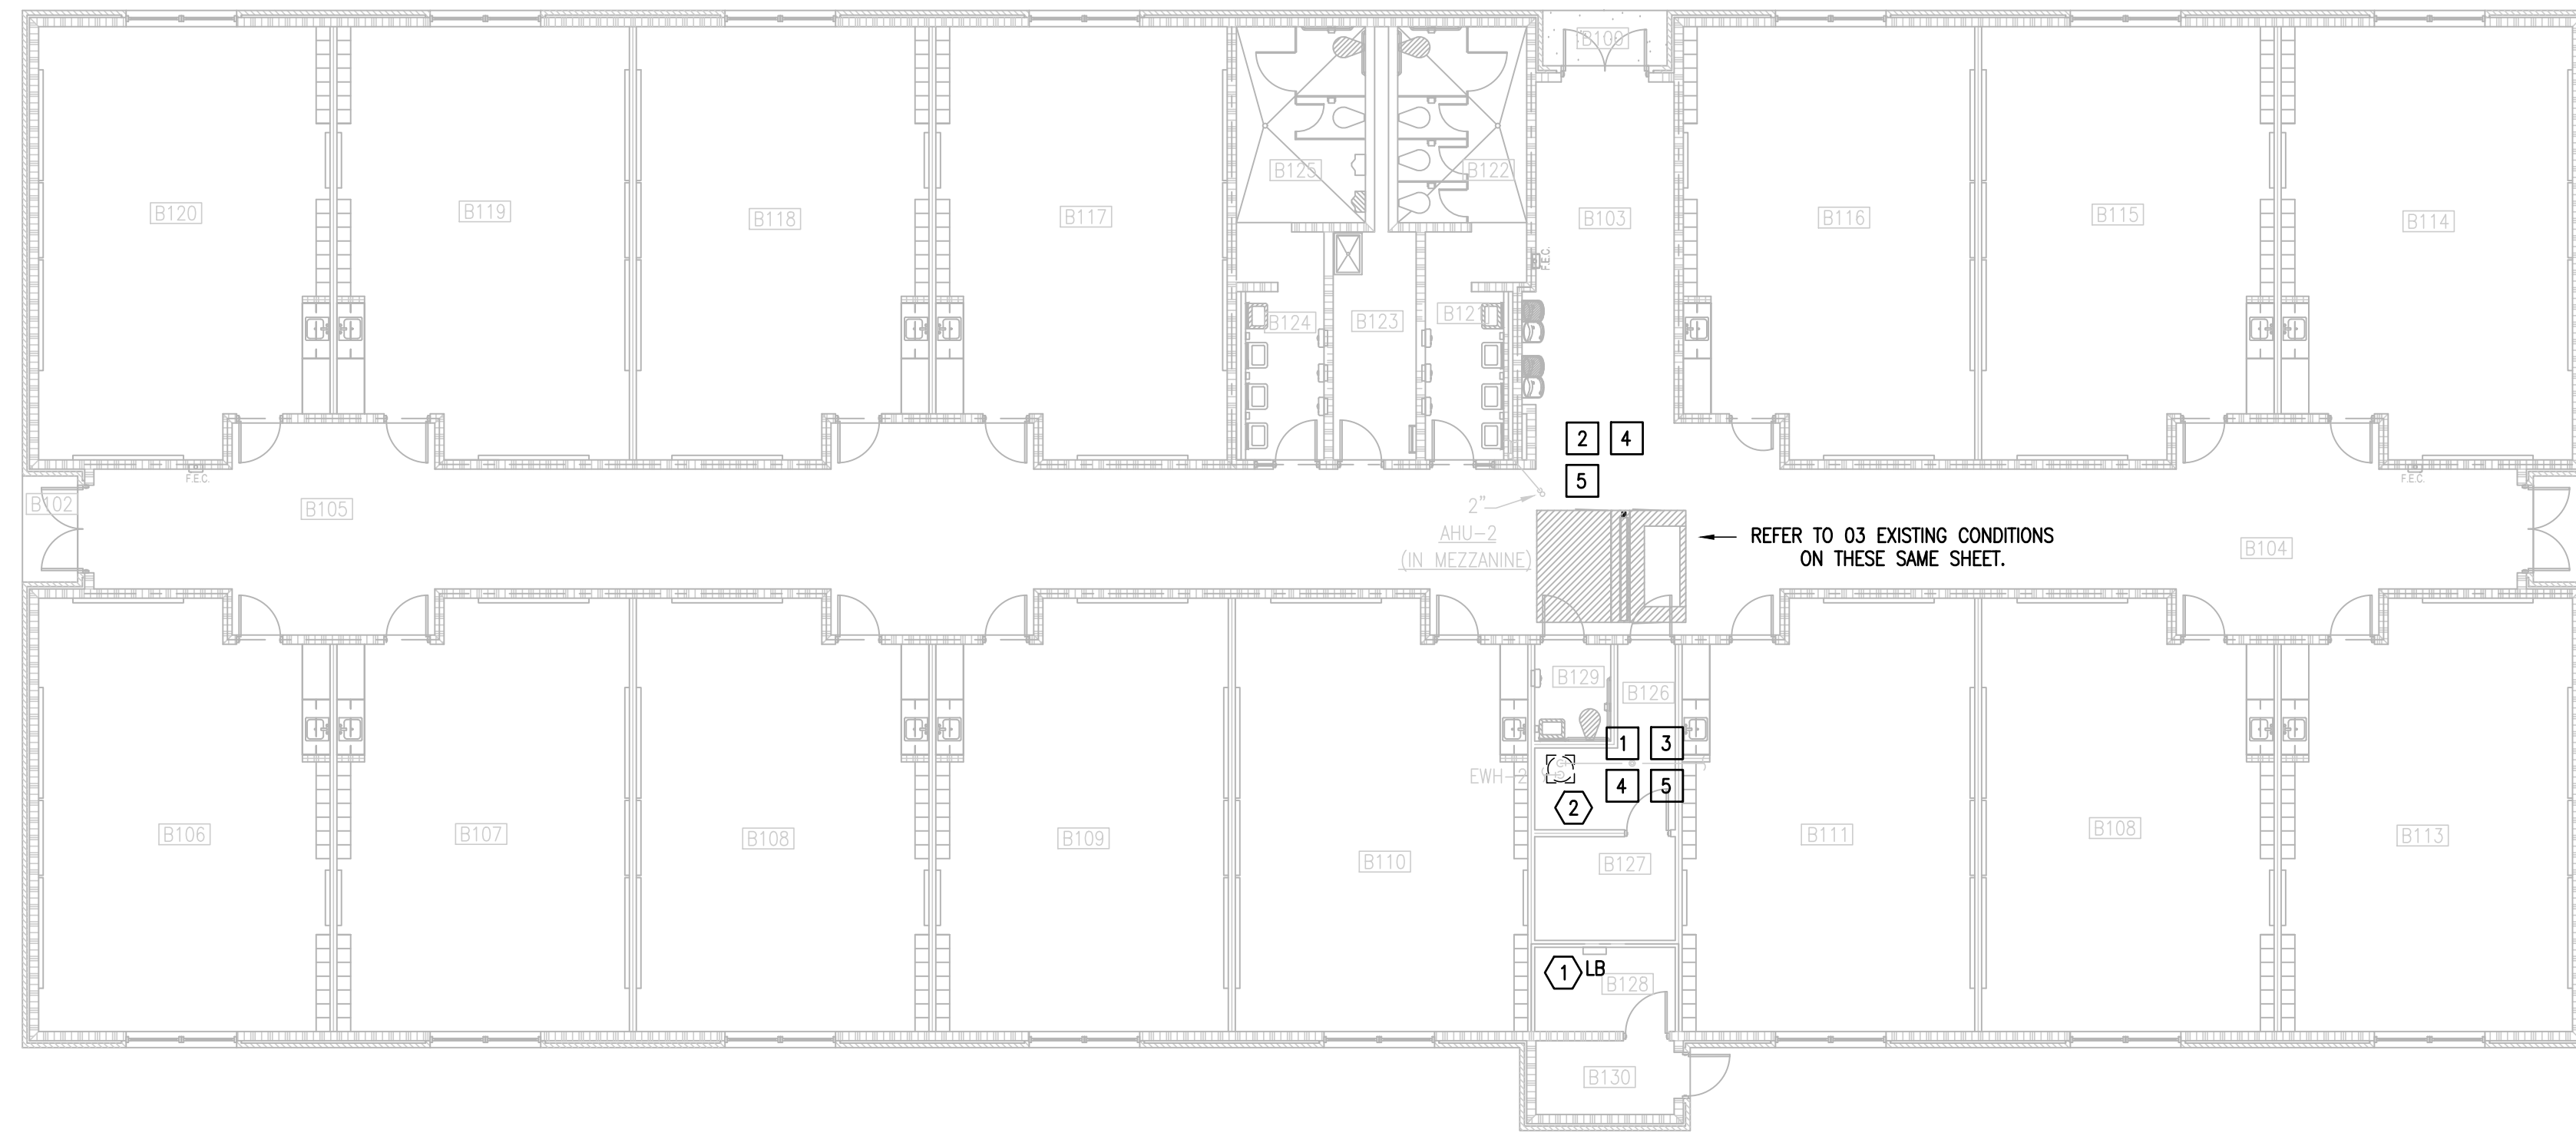 B100
B120
B119
B118
B117
B125
B122
B103
B116
B115
B114
F.E.C.
B124
B123
B121
2 4
5
F.E.C.
F.E.C.
B102
B105
2"
AHU-2
(IN MEZZANINE)
REFER TO 03 EXISTING CONDITIONS
ON THESE SAME SHEET.
B104
B129
B126
1 3
EWH-2
4 5
2
B106
B107
B108
B109
B110
B127
B111
B108
B113
1 LB
B128
B130